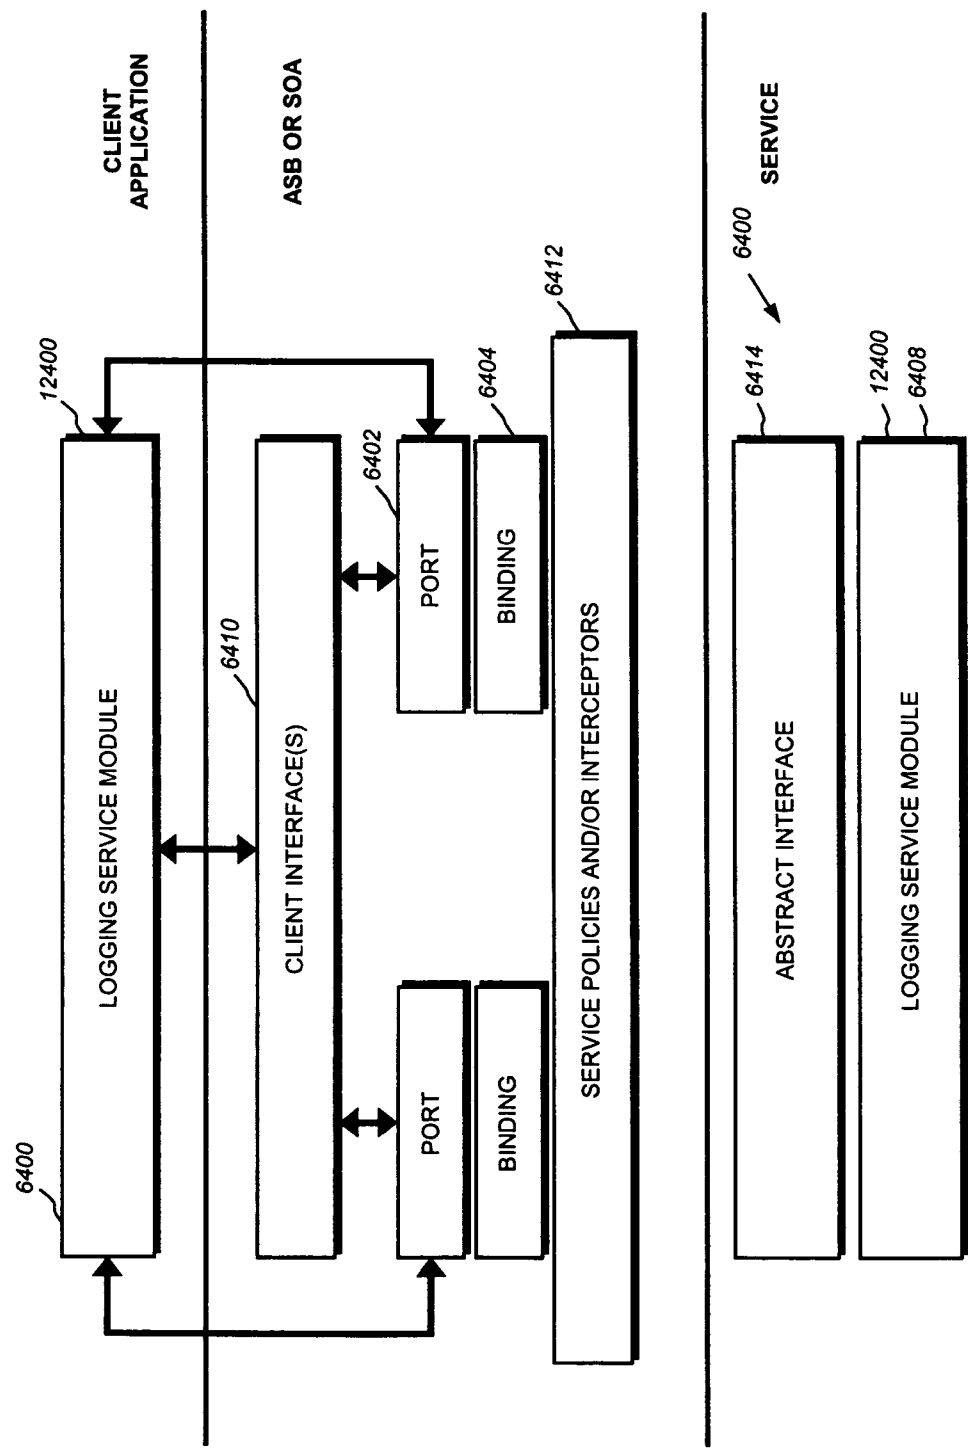 CLIENT
APPLICATION
6400
12400
LOGGING SERVICE MODULE
ASB OR SOA
6410
CLIENT INTERFACE(S)
6402
PORT
PORT
6404
BINDING
BINDING
6412
SERVICE POLICIES AND/OR INTERCEPTORS
SERVICE
6400
6414
ABSTRACT INTERFACE
12400
6408
LOGGING SERVICE MODULE